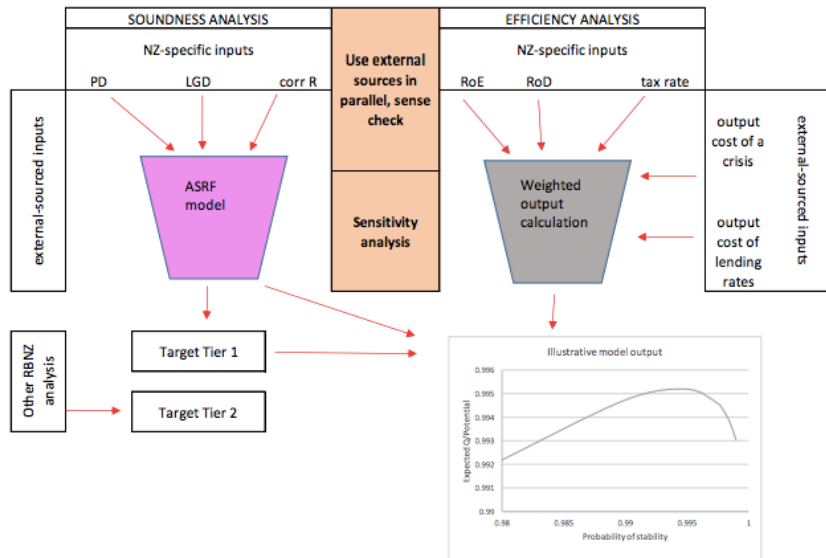 SOUNDNESS ANALYSIS
NZ-specific inputs
PD LGD corr R
external-sourced inputs
ASRF
model
Use external
sources in
parallel, sense
check
Sensitivity
analysis
EFFICIENCY ANALYSIS
NZ-specific inputs
RoE RoD tax rate
Weighted
output
calculation
output
cost of a
crisis
output
cost of
lending
rates
external-sourced inputs
Other RBNZ
analysis
Target Tier 1
Target Tier 2
Illustrative model output
Expected Q/Potential
0.996
0.995
0.994
0.993
0.992
0.991
0.99
0.98 0.985 0.99 0.995 1
Probability of stability